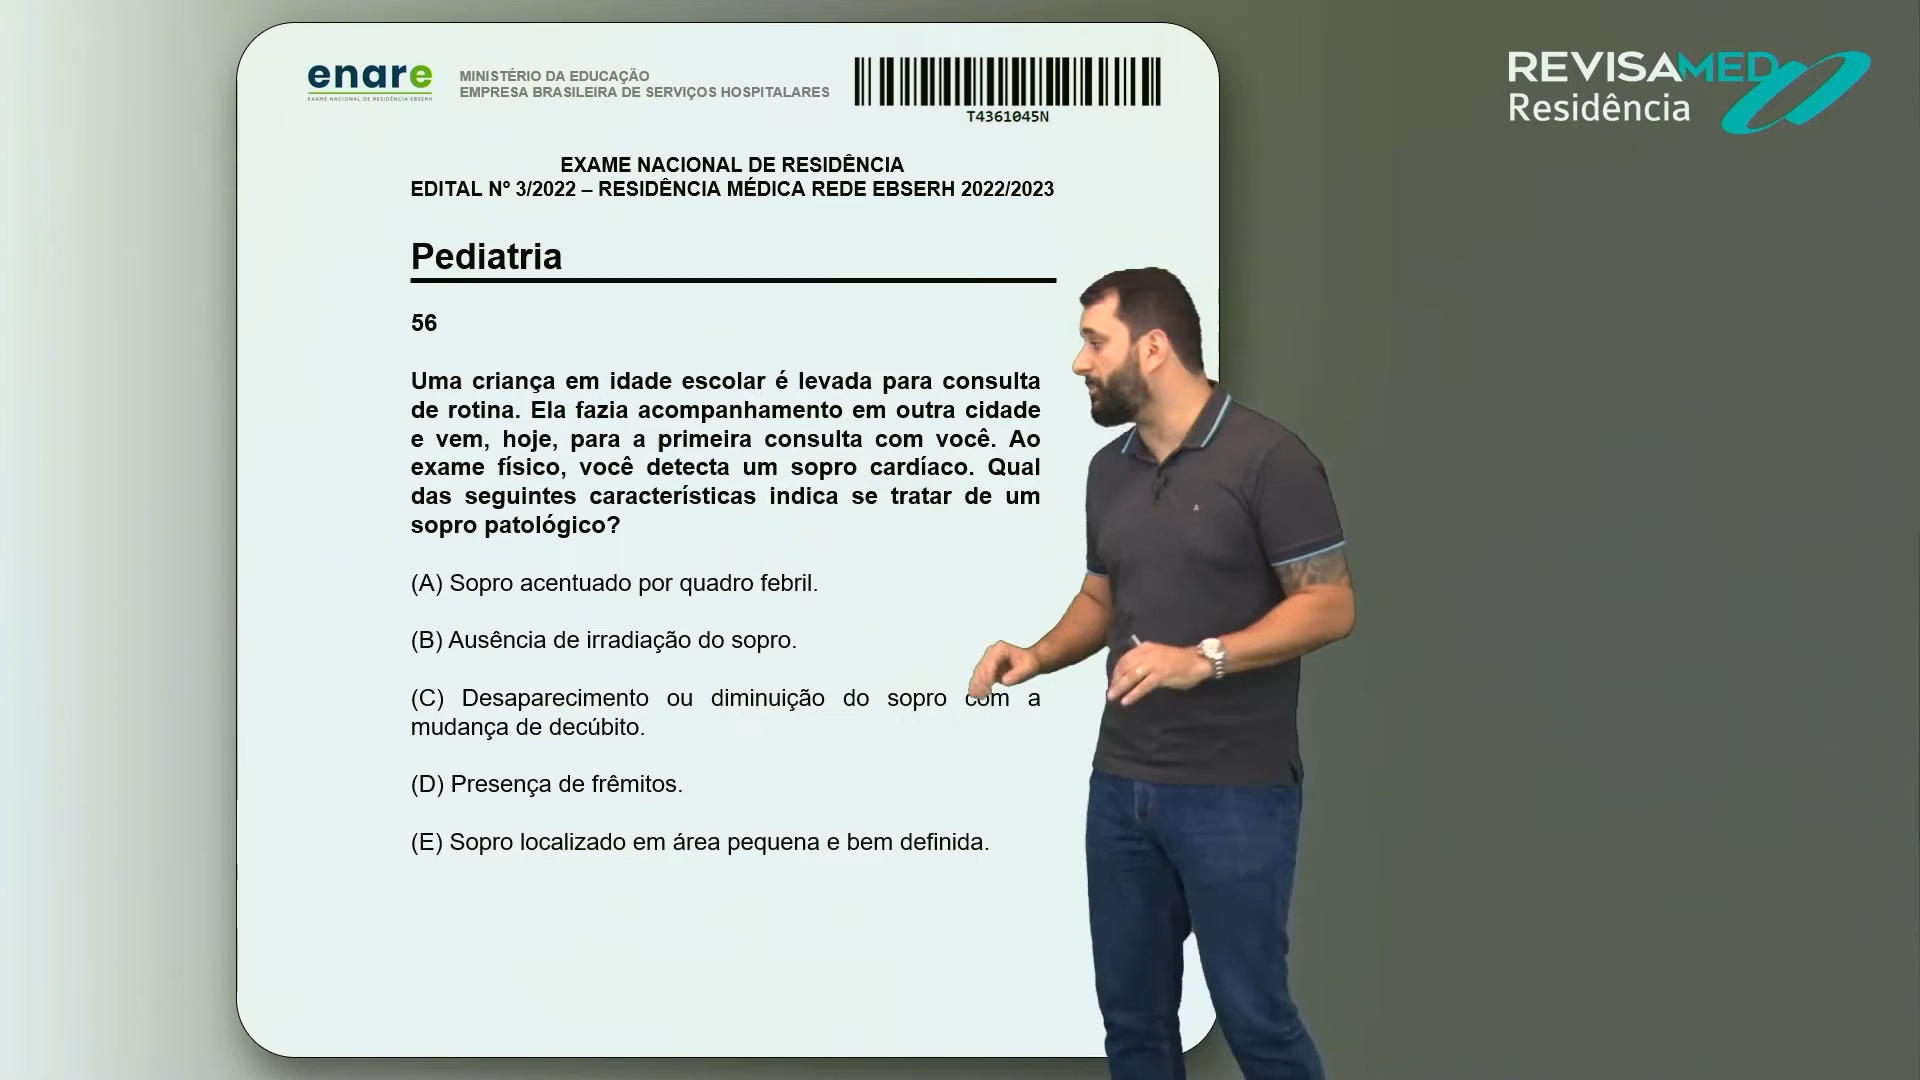 enare
EXAME NACIONAL DE RESIDÊNCIA EBSERH
MINISTÉRIO DA EDUCAÇÃO
EMPRESA BRASILEIRA DE SERVIÇOS HOSPITALARES
T4361045N
REVISAMED
Residência
EXAME NACIONAL DE RESIDÊNCIA
EDITAL Nº 3/2022 – RESIDÊNCIA MÉDICA REDE EBSERH 2022/2023
Pediatria
56
Uma criança em idade escolar é levada para consulta
de rotina. Ela fazia acompanhamento em outra cidade
e vem, hoje, para a primeira consulta com você. Ao
exame físico, você detecta um sopro cardíaco. Qual
das seguintes características indica se tratar de um
sopro patológico?
(A) Sopro acentuado por quadro febril.
(B) Ausência de irradiação do sopro.
(C) Desaparecimento ou diminuição do sopro com a
mudança de decúbito.
(D) Presença de frêmitos.
(E) Sopro localizado em área pequena e bem definida.